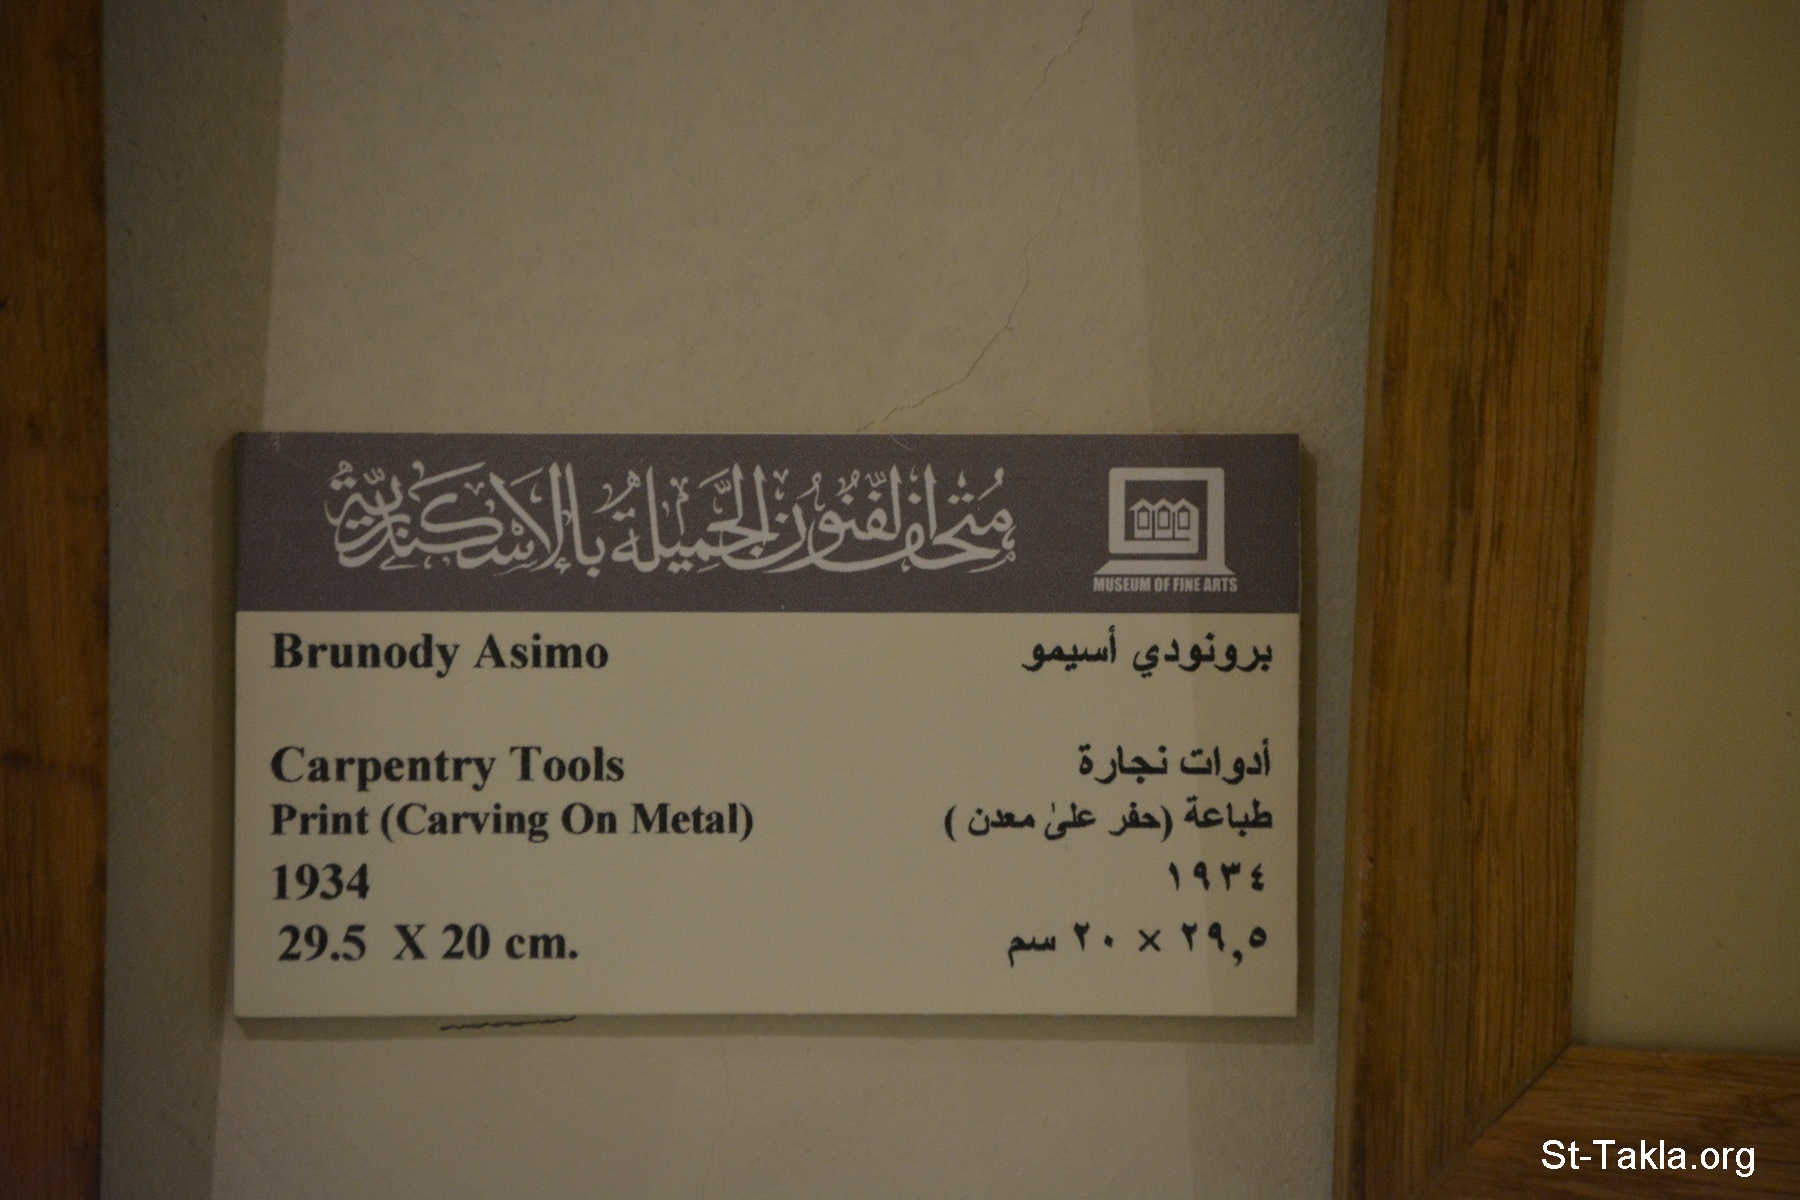 متحف الفنون الجميلة بالإسكندرية
MUSEUM OF FINE ARTS
Brunody Asimo
برونودي أسيمو
Carpentry Tools
أدوات نجارة
Print (Carving On Metal)
طباعة (حفر على معدن )
1934
١٩٣٤
29.5 X 20 cm.
٢٩,٥ × ٢٠ سم
St-Takla.org